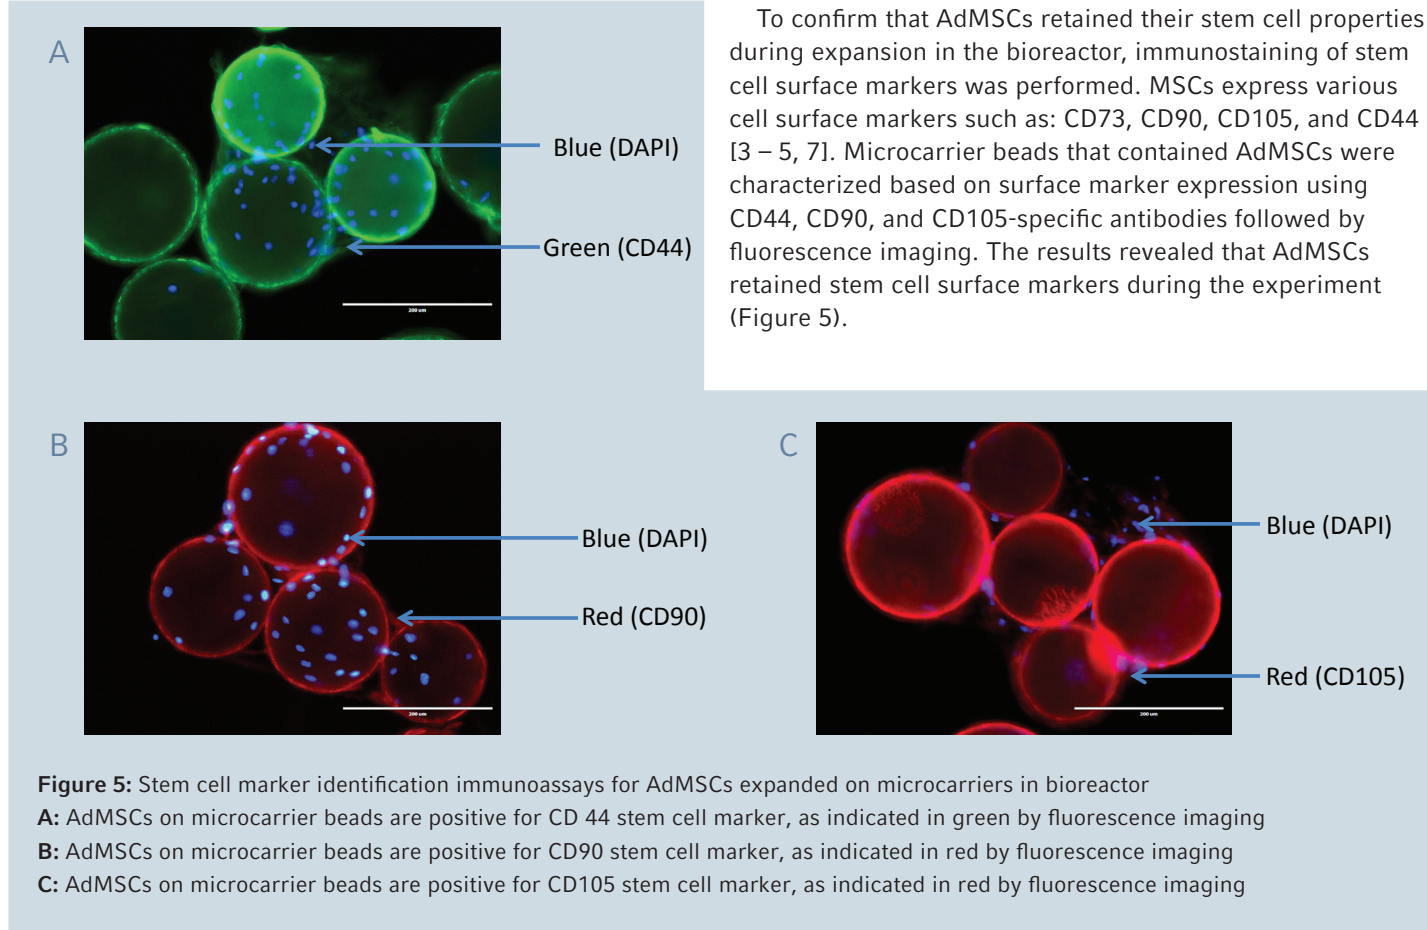 A
Blue (DAPI)
Green (CD44)
200 um
To confirm that AdMSCs retained their stem cell properties
during expansion in the bioreactor, immunostaining of stem
cell surface markers was performed. MSCs express various
cell surface markers such as: CD73, CD90, CD105, and CD44
[3 – 5, 7]. Microcarrier beads that contained AdMSCs were
characterized based on surface marker expression using
CD44, CD90, and CD105-specific antibodies followed by
fluorescence imaging. The results revealed that AdMSCs
retained stem cell surface markers during the experiment
(Figure 5).
B
Blue (DAPI)
Red (CD90)
200 um
C
Blue (DAPI)
Red (CD105)
200 um
Figure 5: Stem cell marker identification immunoassays for AdMSCs expanded on microcarriers in bioreactor
A: AdMSCs on microcarrier beads are positive for CD 44 stem cell marker, as indicated in green by fluorescence imaging
B: AdMSCs on microcarrier beads are positive for CD90 stem cell marker, as indicated in red by fluorescence imaging
C: AdMSCs on microcarrier beads are positive for CD105 stem cell marker, as indicated in red by fluorescence imaging